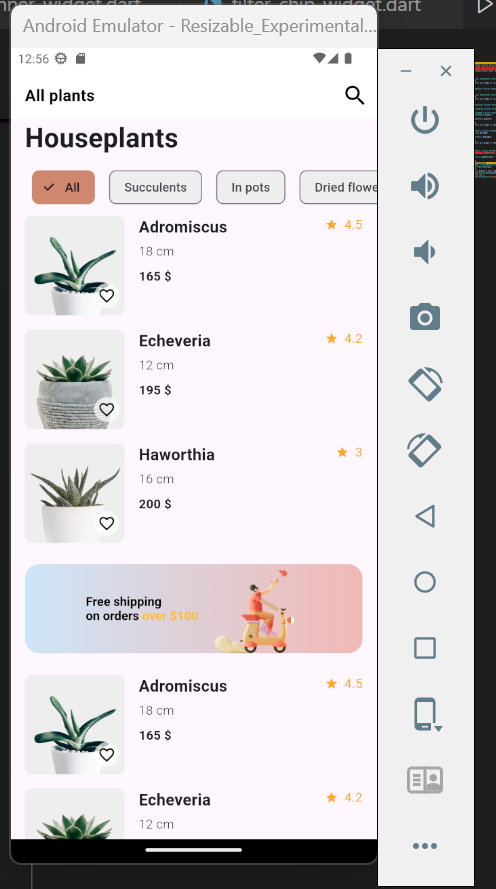 filter_chip_widget.dart
Android Emulator - Resizable_Experimental...
12:56
All plants
Houseplants
All
Succulents
In pots
Dried flowe
Adromiscus
4.5
18 cm
165 $
Echeveria
4.2
12 cm
195 $
Haworthia
3
16 cm
200 $
Free shipping
on orders over $100
Adromiscus
4.5
18 cm
165 $
Echeveria
4.2
12 cm